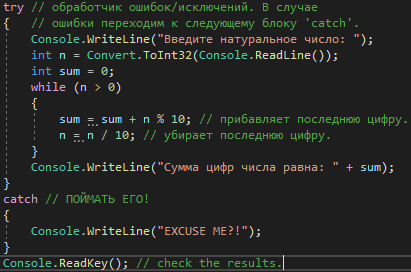 try // обработчик ошибок/исключений. В случае
{   // ошибки переходим к следующему блоку 'catch'.
    Console.WriteLine("Введите натуральное число: ");
    int n = Convert.ToInt32(Console.ReadLine());
    int sum = 0;
    while (n > 0)
    {
        sum = sum + n % 10; // прибавляет последнюю цифру.
        n = n / 10; // убирает последнюю цифру.
    }
    Console.WriteLine("Сумма цифр числа равна: " + sum);
}
catch // ПОЙМАТЬ ЕГО!
{
    Console.WriteLine("EXCUSE ME?!");
}
Console.ReadKey(); // check the results.